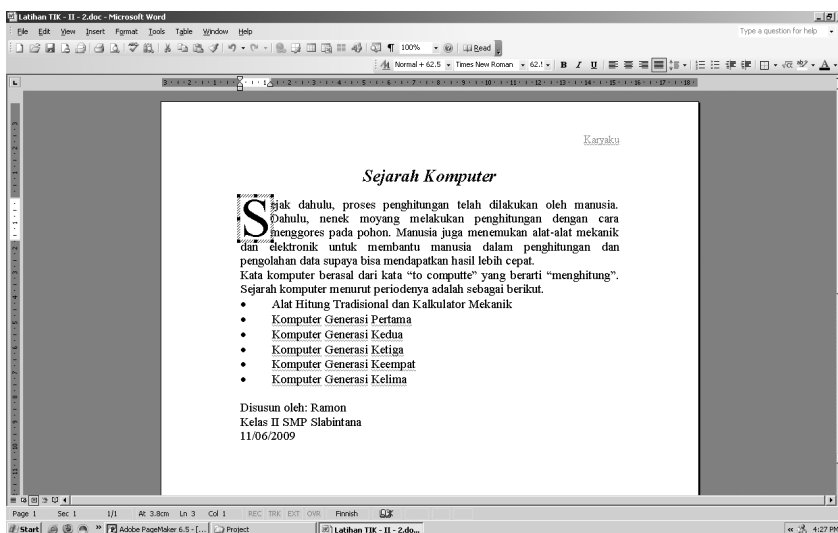 Latihan TIK - II - 2.doc - Microsoft Word
File Edit View Insert Format Tools Table Window Help
Type a question for help
100% Read
Normal + 62.5 Times New Roman 62.5 B I U
Karyaku
Sejarah Komputer
Sejak dahulu, proses penghitungan telah dilakukan oleh manusia.
Dahulu, nenek moyang melakukan penghitungan dengan cara
menggores pada pohon. Manusia juga menemukan alat-alat mekanik
dan elektronik untuk membantu manusia dalam penghitungan dan
pengolahan data supaya bisa mendapatkan hasil lebih cepat.
Kata komputer berasal dari kata “to computte” yang berarti “menghitung”.
Sejarah komputer menurut periodenya adalah sebagai berikut.
• Alat Hitung Tradisional dan Kalkulator Mekanik
• Komputer Generasi Pertama
• Komputer Generasi Kedua
• Komputer Generasi Ketiga
• Komputer Generasi Keempat
• Komputer Generasi Kelima
Disusun oleh: Ramon
Kelas II SMP Slabintana
11/06/2009
Page 1 Sec 1 1/1 At 3.8cm Ln 3 Col 1 REC TRK EXT OVR Finnish
Start Adobe PageMaker 6.5 - [... Project Latihan TIK - II - 2.do... 4:27 PM